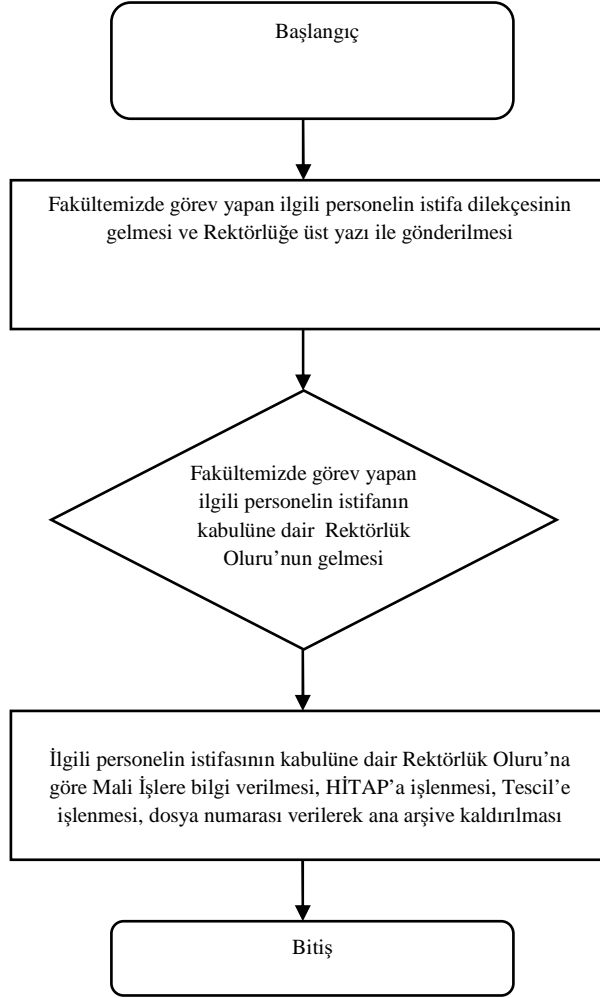 Başlangıç
Fakültemizde görev yapan ilgili personelin istifa dilekçesinin
gelmesi ve Rektörlüğe üst yazı ile gönderilmesi
Fakültemizde görev yapan
ilgili personelin istifanın
kabulüne dair  Rektörlük
Oluru’nun gelmesi
İlgili personelin istifasının kabulüne dair Rektörlük Oluru’na
göre Mali İşlere bilgi verilmesi, HİTAP’a işlenmesi, Tescil’e
işlenmesi, dosya numarası verilerek ana arşive kaldırılması
Bitiş